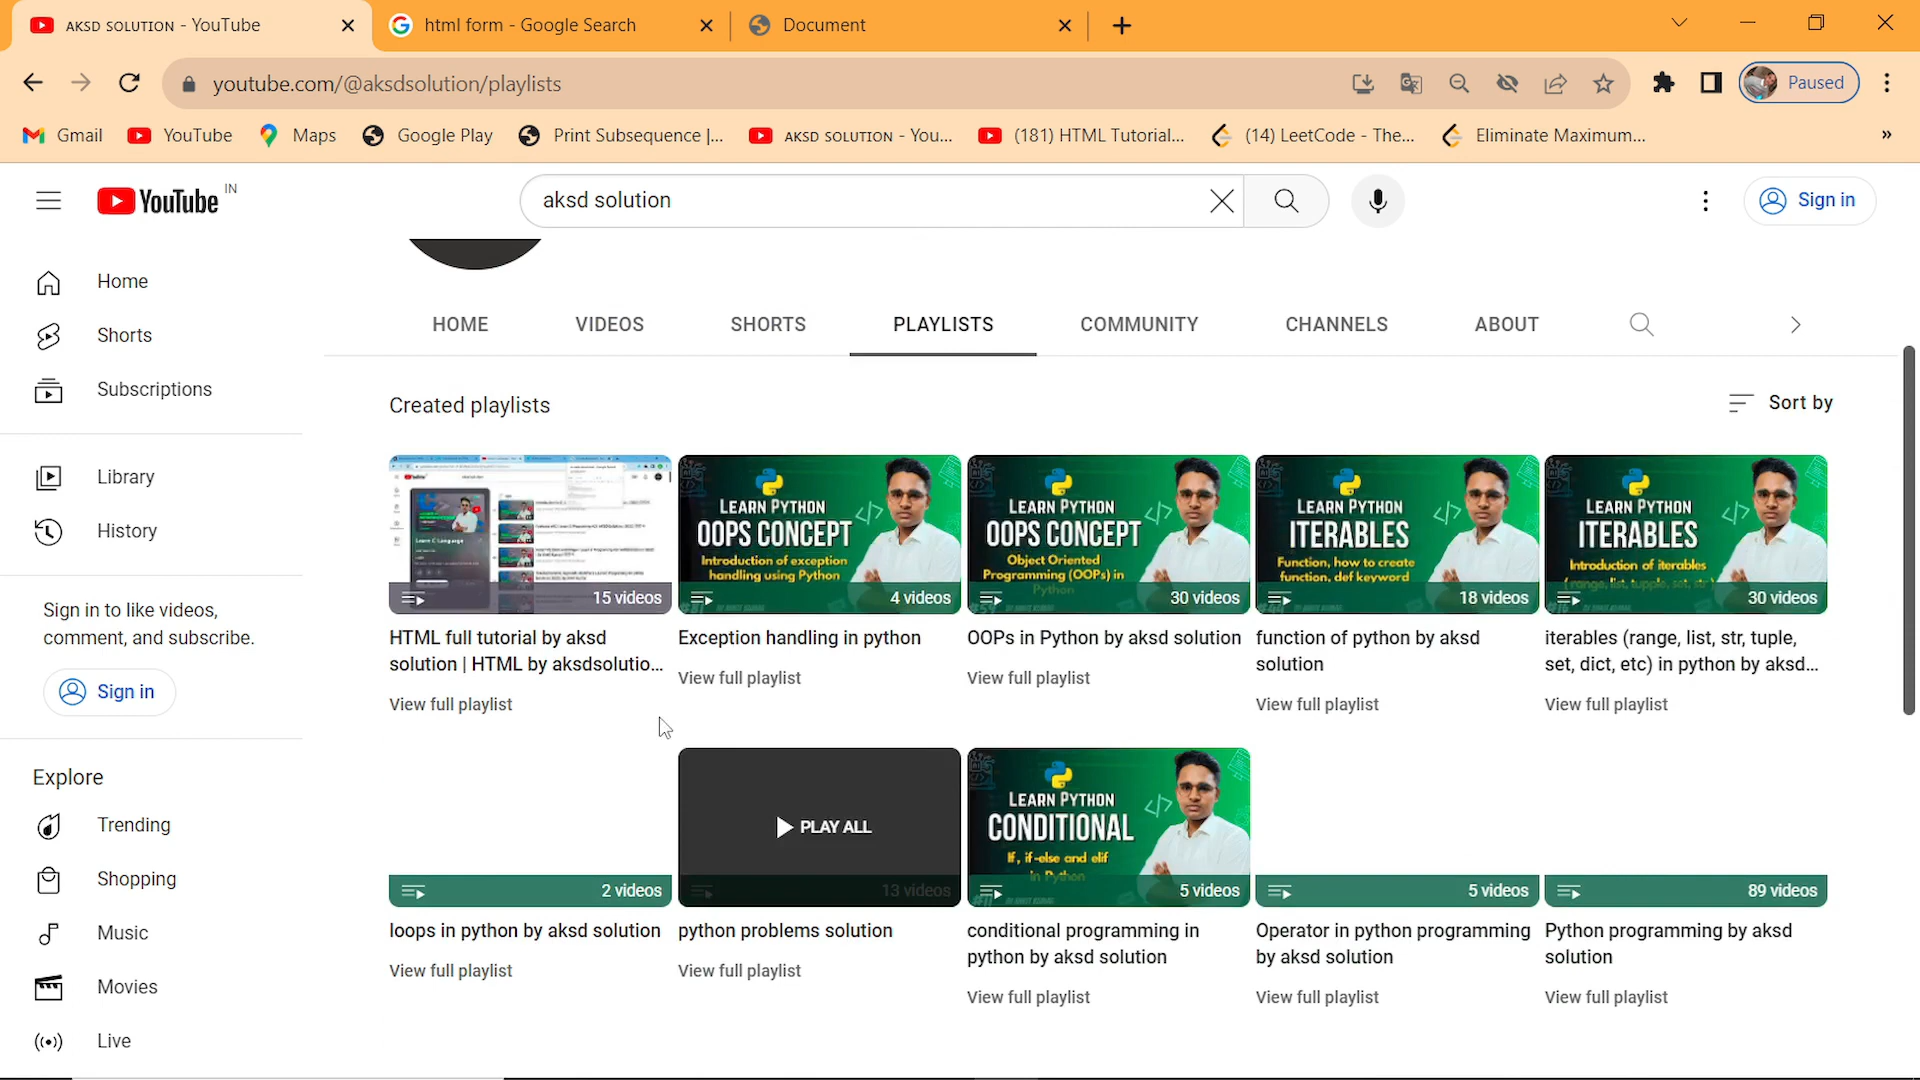 AKSD SOLUTION - YouTube
html form - Google Search
Document
youtube.com/@aksdsolution/playlists
Paused
Gmail
YouTube
Maps
Google Play
Print Subsequence |...
AKSD SOLUTION - You...
(181) HTML Tutorial...
(14) LeetCode - The...
Eliminate Maximum...
»
YouTube IN
aksd solution
Sign in
Home
Shorts
Subscriptions
Library
History
Sign in to like videos,
comment, and subscribe.
Sign in
Explore
Trending
Shopping
Music
Movies
Live
HOME
VIDEOS
SHORTS
PLAYLISTS
COMMUNITY
CHANNELS
ABOUT
Created playlists
Sort by
15 videos
HTML full tutorial by aksd
solution | HTML by aksdsolutio...
View full playlist
LEARN PYTHON
OOPS CONCEPT
Introduction of exception
handling using Python
4 videos
Exception handling in python
View full playlist
LEARN PYTHON
OOPS CONCEPT
Object Oriented
Programming (OOPs) in
Python
30 videos
OOPs in Python by aksd solution
View full playlist
LEARN PYTHON
ITERABLES
Function, how to create
function, def keyword
18 videos
function of python by aksd
solution
View full playlist
LEARN PYTHON
ITERABLES
Introduction of iterables
(range, list, tupple, set, str)
30 videos
iterables (range, list, str, tuple,
set, dict, etc) in python by aksd...
View full playlist
2 videos
loops in python by aksd solution
View full playlist
PLAY ALL
13 videos
python problems solution
View full playlist
LEARN PYTHON
CONDITIONAL
If, if-else and elif
in Python
5 videos
conditional programming in
python by aksd solution
View full playlist
5 videos
Operator in python programming
by aksd solution
View full playlist
89 videos
Python programming by aksd
solution
View full playlist